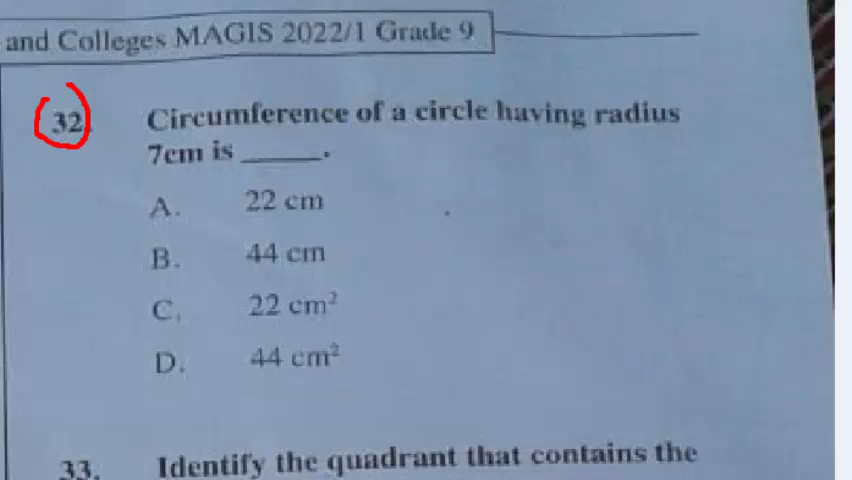 and Colleges MAGIS 2022/1 Grade 9
32. Circumference of a circle having radius
7cm is ______.
A. 22 cm
B. 44 cm
C. 22 cm²
D. 44 cm²
33. Identify the quadrant that contains the